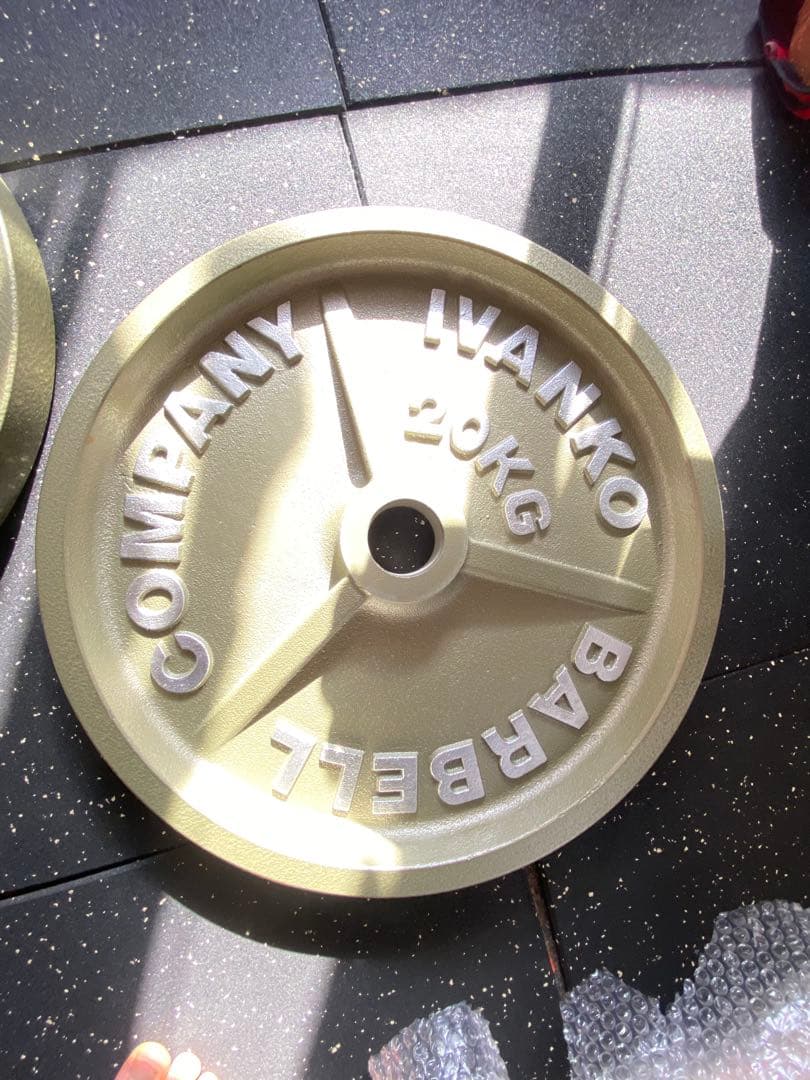 IVANKO
20KG
BARBELL
COMPANY